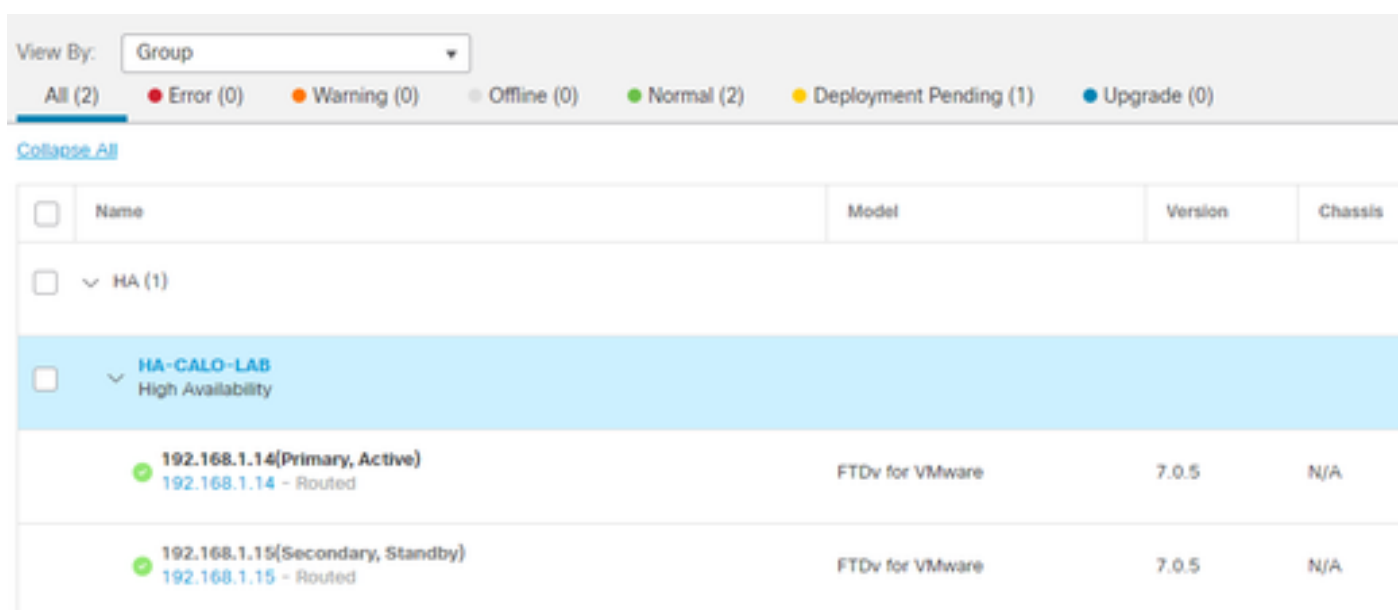 View By: Group
All (2) Error (0) Warning (0) Offline (0) Normal (2) Deployment Pending (1) Upgrade (0)
Collapse All
Name Model Version Chassis
HA (1)
HA-CALO-LAB
High Availability
192.168.1.14(Primary, Active)
192.168.1.14 - Routed
FTDv for VMware 7.0.5 N/A
192.168.1.15(Secondary, Standby)
192.168.1.15 - Routed
FTDv for VMware 7.0.5 N/A